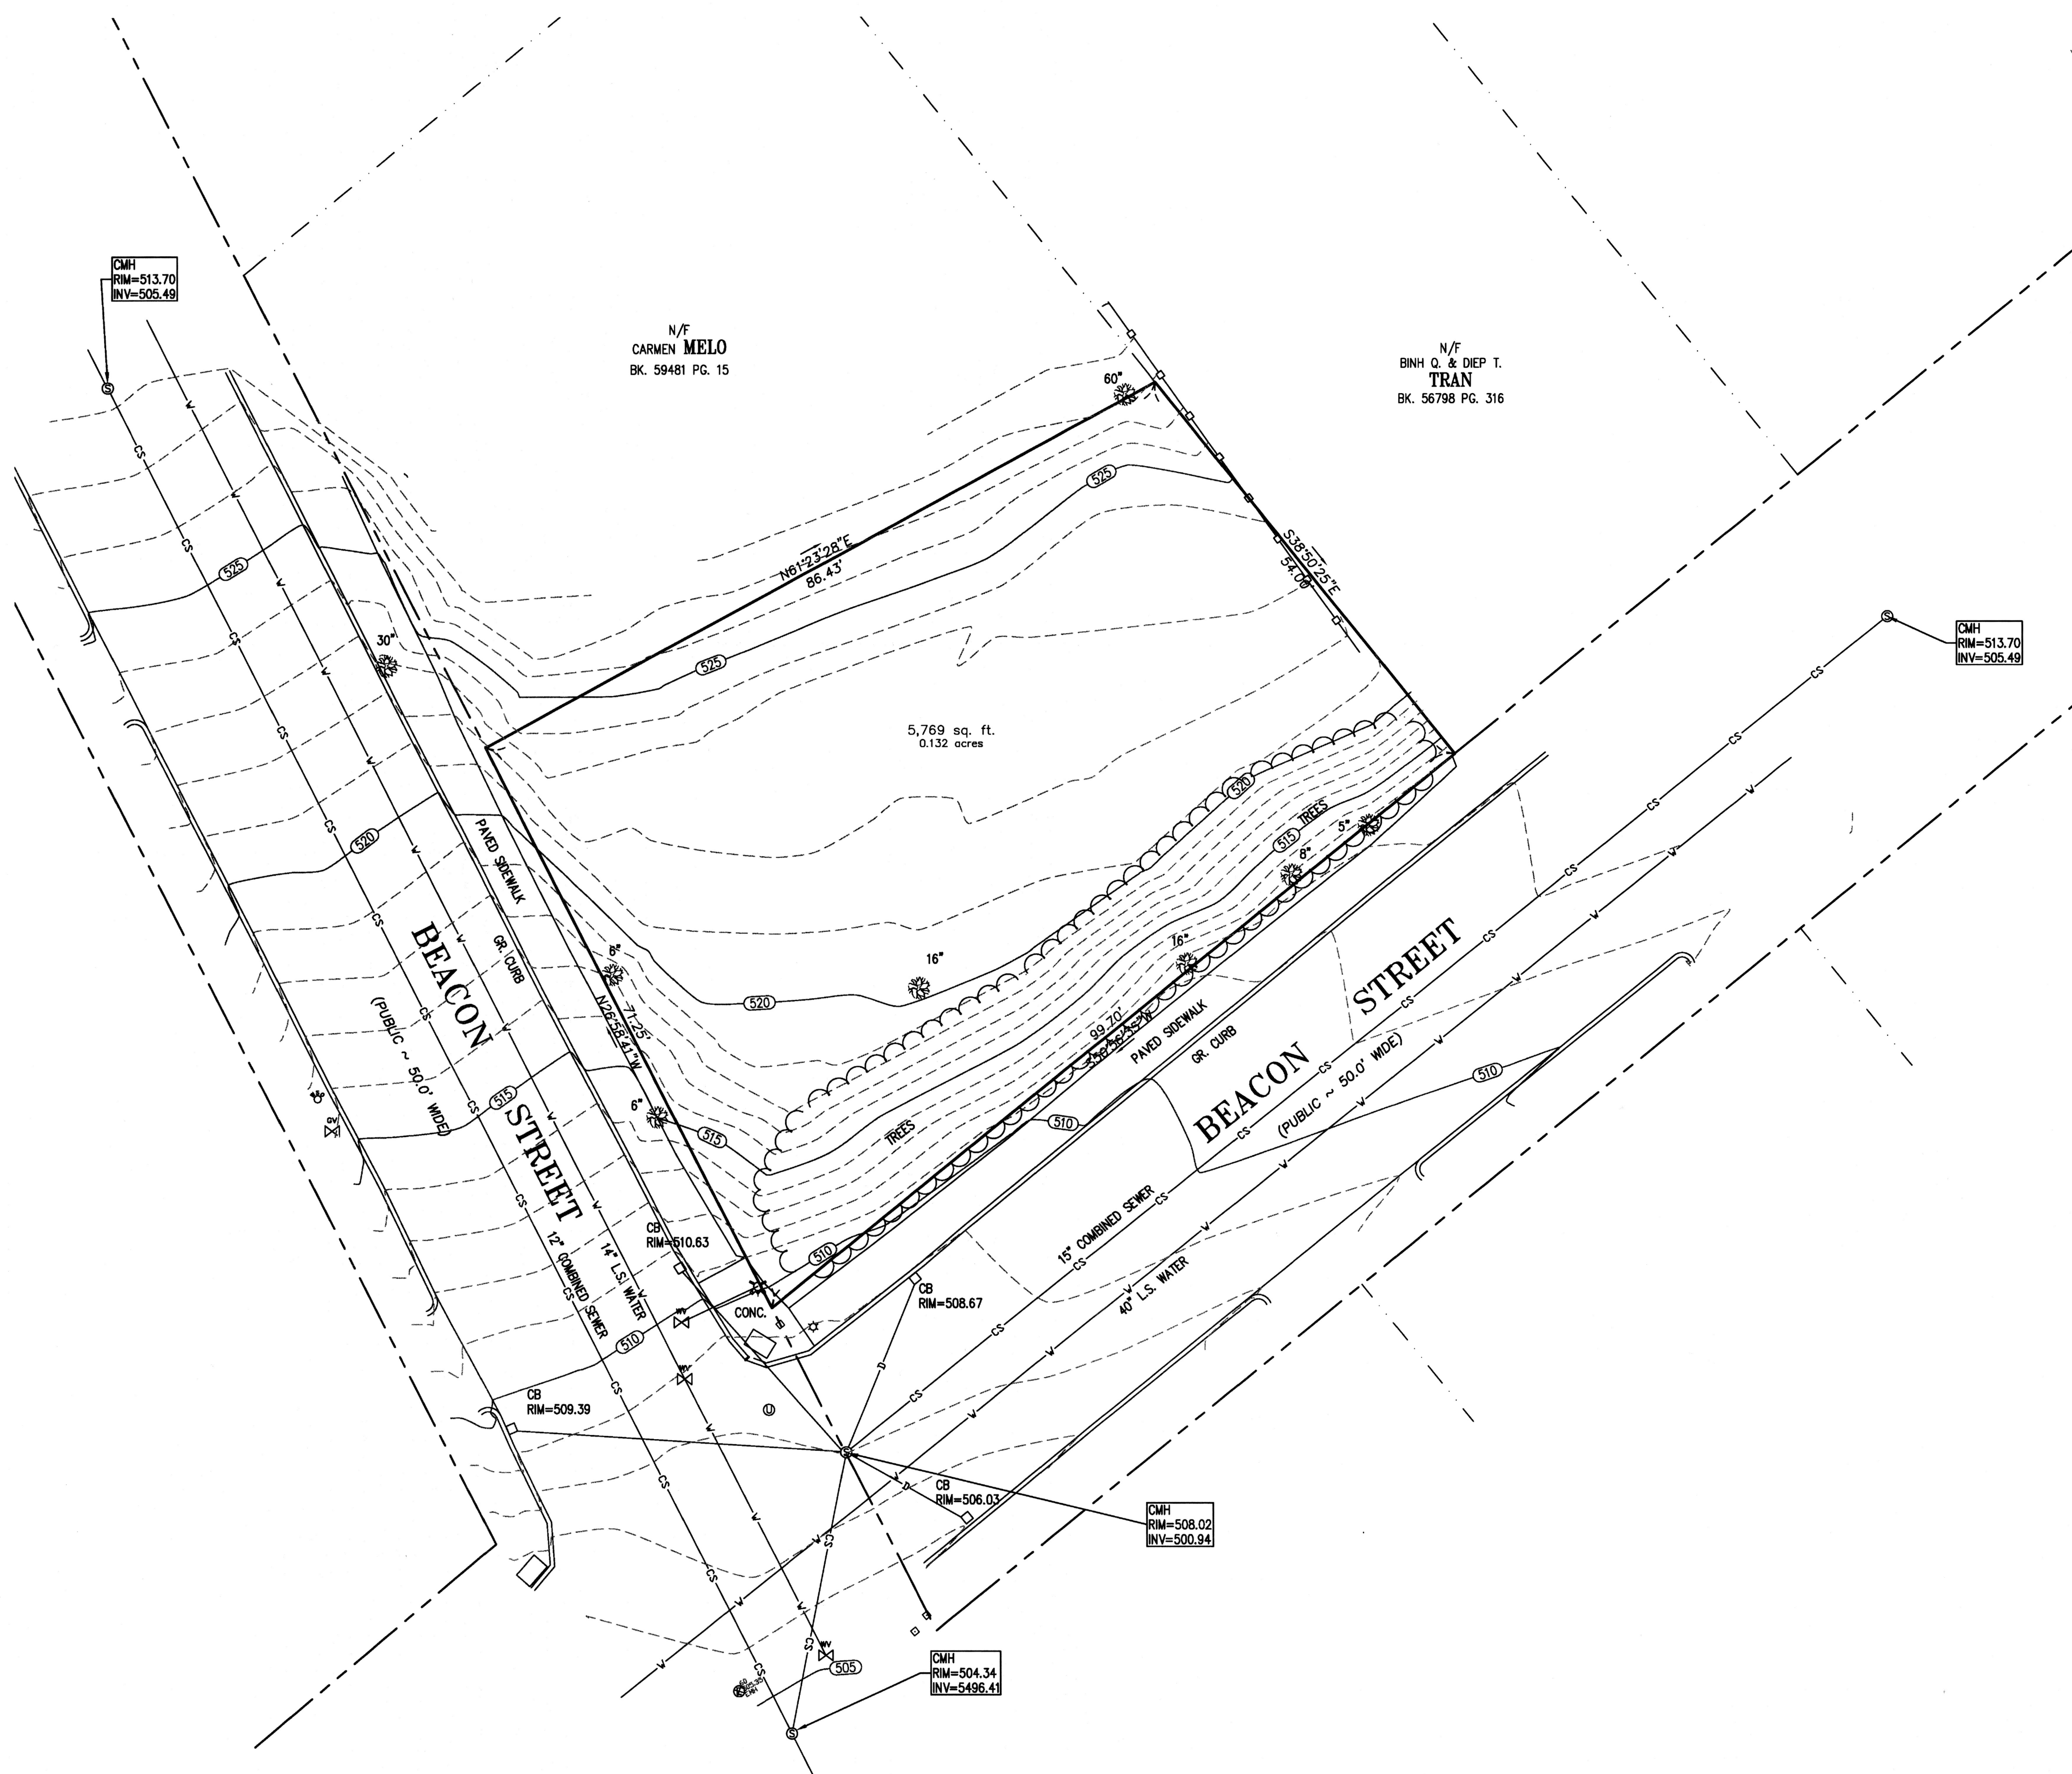 CMH
RIM=513.70
INV=505.49
N/F
CARMEN MELO
BK. 59481 PG. 15
N/F
BINH Q. & DIEP T.
TRAN
BK. 56798 PG. 316
60"
525
525
N61°23'28"E
86.43'
S38°50'25"E
54.00'
525
30"
CMH
RIM=513.70
INV=505.49
5,769 sq. ft.
0.132 acres
520
520
PAVED SIDEWALK
GR. CURB
TREES
515
5"
8"
16"
16"
6"
520
BEACON
STREET
(PUBLIC ~ 50.0' WIDE)
71.25'
N26°58'41"W
515
6"
515
TREES
99.70'
PAVED SIDEWALK
GR. CURB
510
BEACON
STREET
(PUBLIC ~ 50.0' WIDE)
510
15" COMBINED SEWER
40" L.S. WATER
12" COMBINED SEWER
14" L.S. WATER
CB
RIM=510.63
510
CB
RIM=508.67
CONC.
WV
510
WV
CB
RIM=509.39
U
S
CB
RIM=506.03
CMH
RIM=508.02
INV=500.94
WV
505
CMH
RIM=504.34
INV=5496.41
S